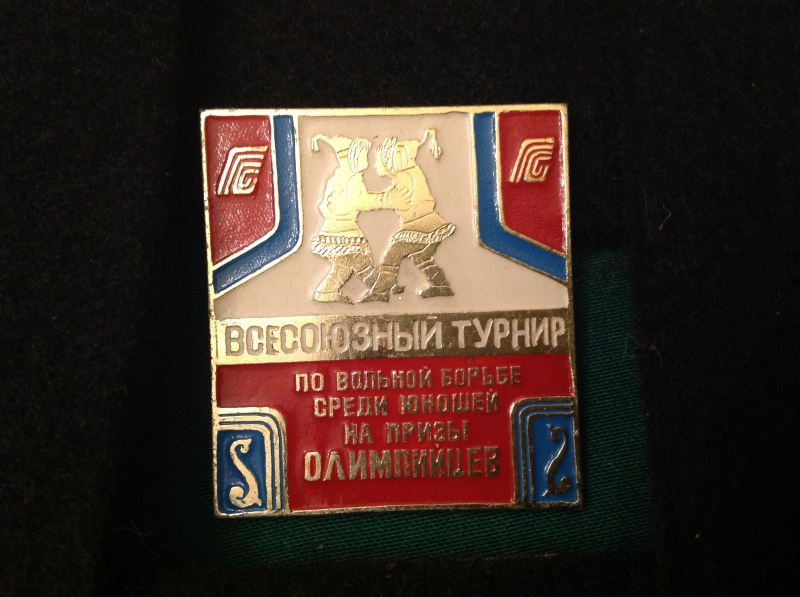 ВСЕСОЮЗНЫЙ ТУРНИР
ПО ВОЛЬНОЙ БОРЬБЕ
СРЕДИ ЮНОШЕЙ
НА ПРИЗЫ
ОЛИМПИЙЦЕВ